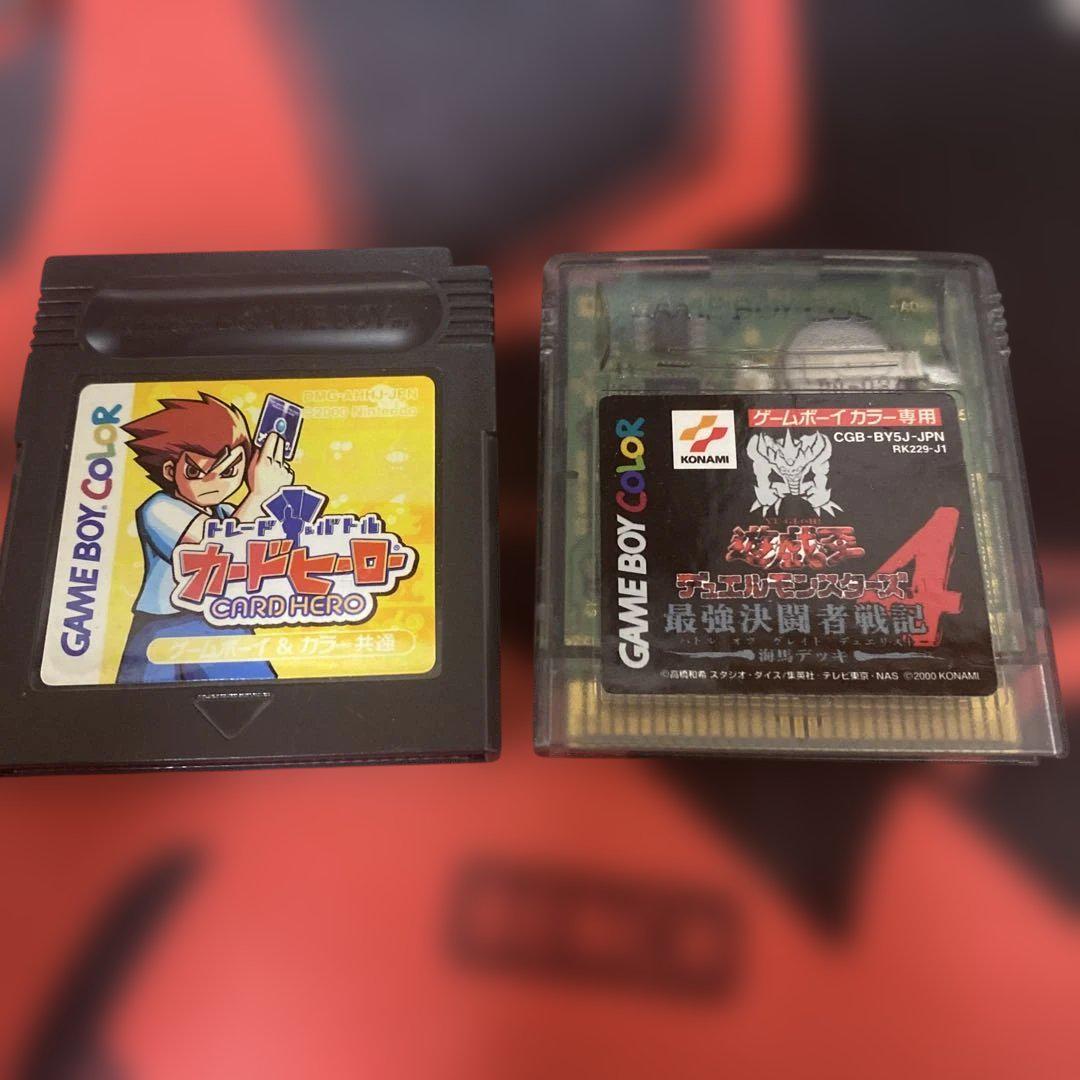 GAME BOY COLOR
DMG-AHHJ-JPN
©2000 Nintendo
トレード&バトル
カードヒーロー
CARD HERO
ゲームボーイ & カラー 共通
GAME BOY COLOR
KONAMI
ゲームボーイ カラー専用
CGB-BY5J-JPN
RK229-J1
YU-GI-OH!
遊戯王
デュエルモンスターズ4
最強決闘者戦記
海馬デッキ
©高橋和希 スタジオ・ダイス/集英社・テレビ東京・NAS ©2000 KONAMI